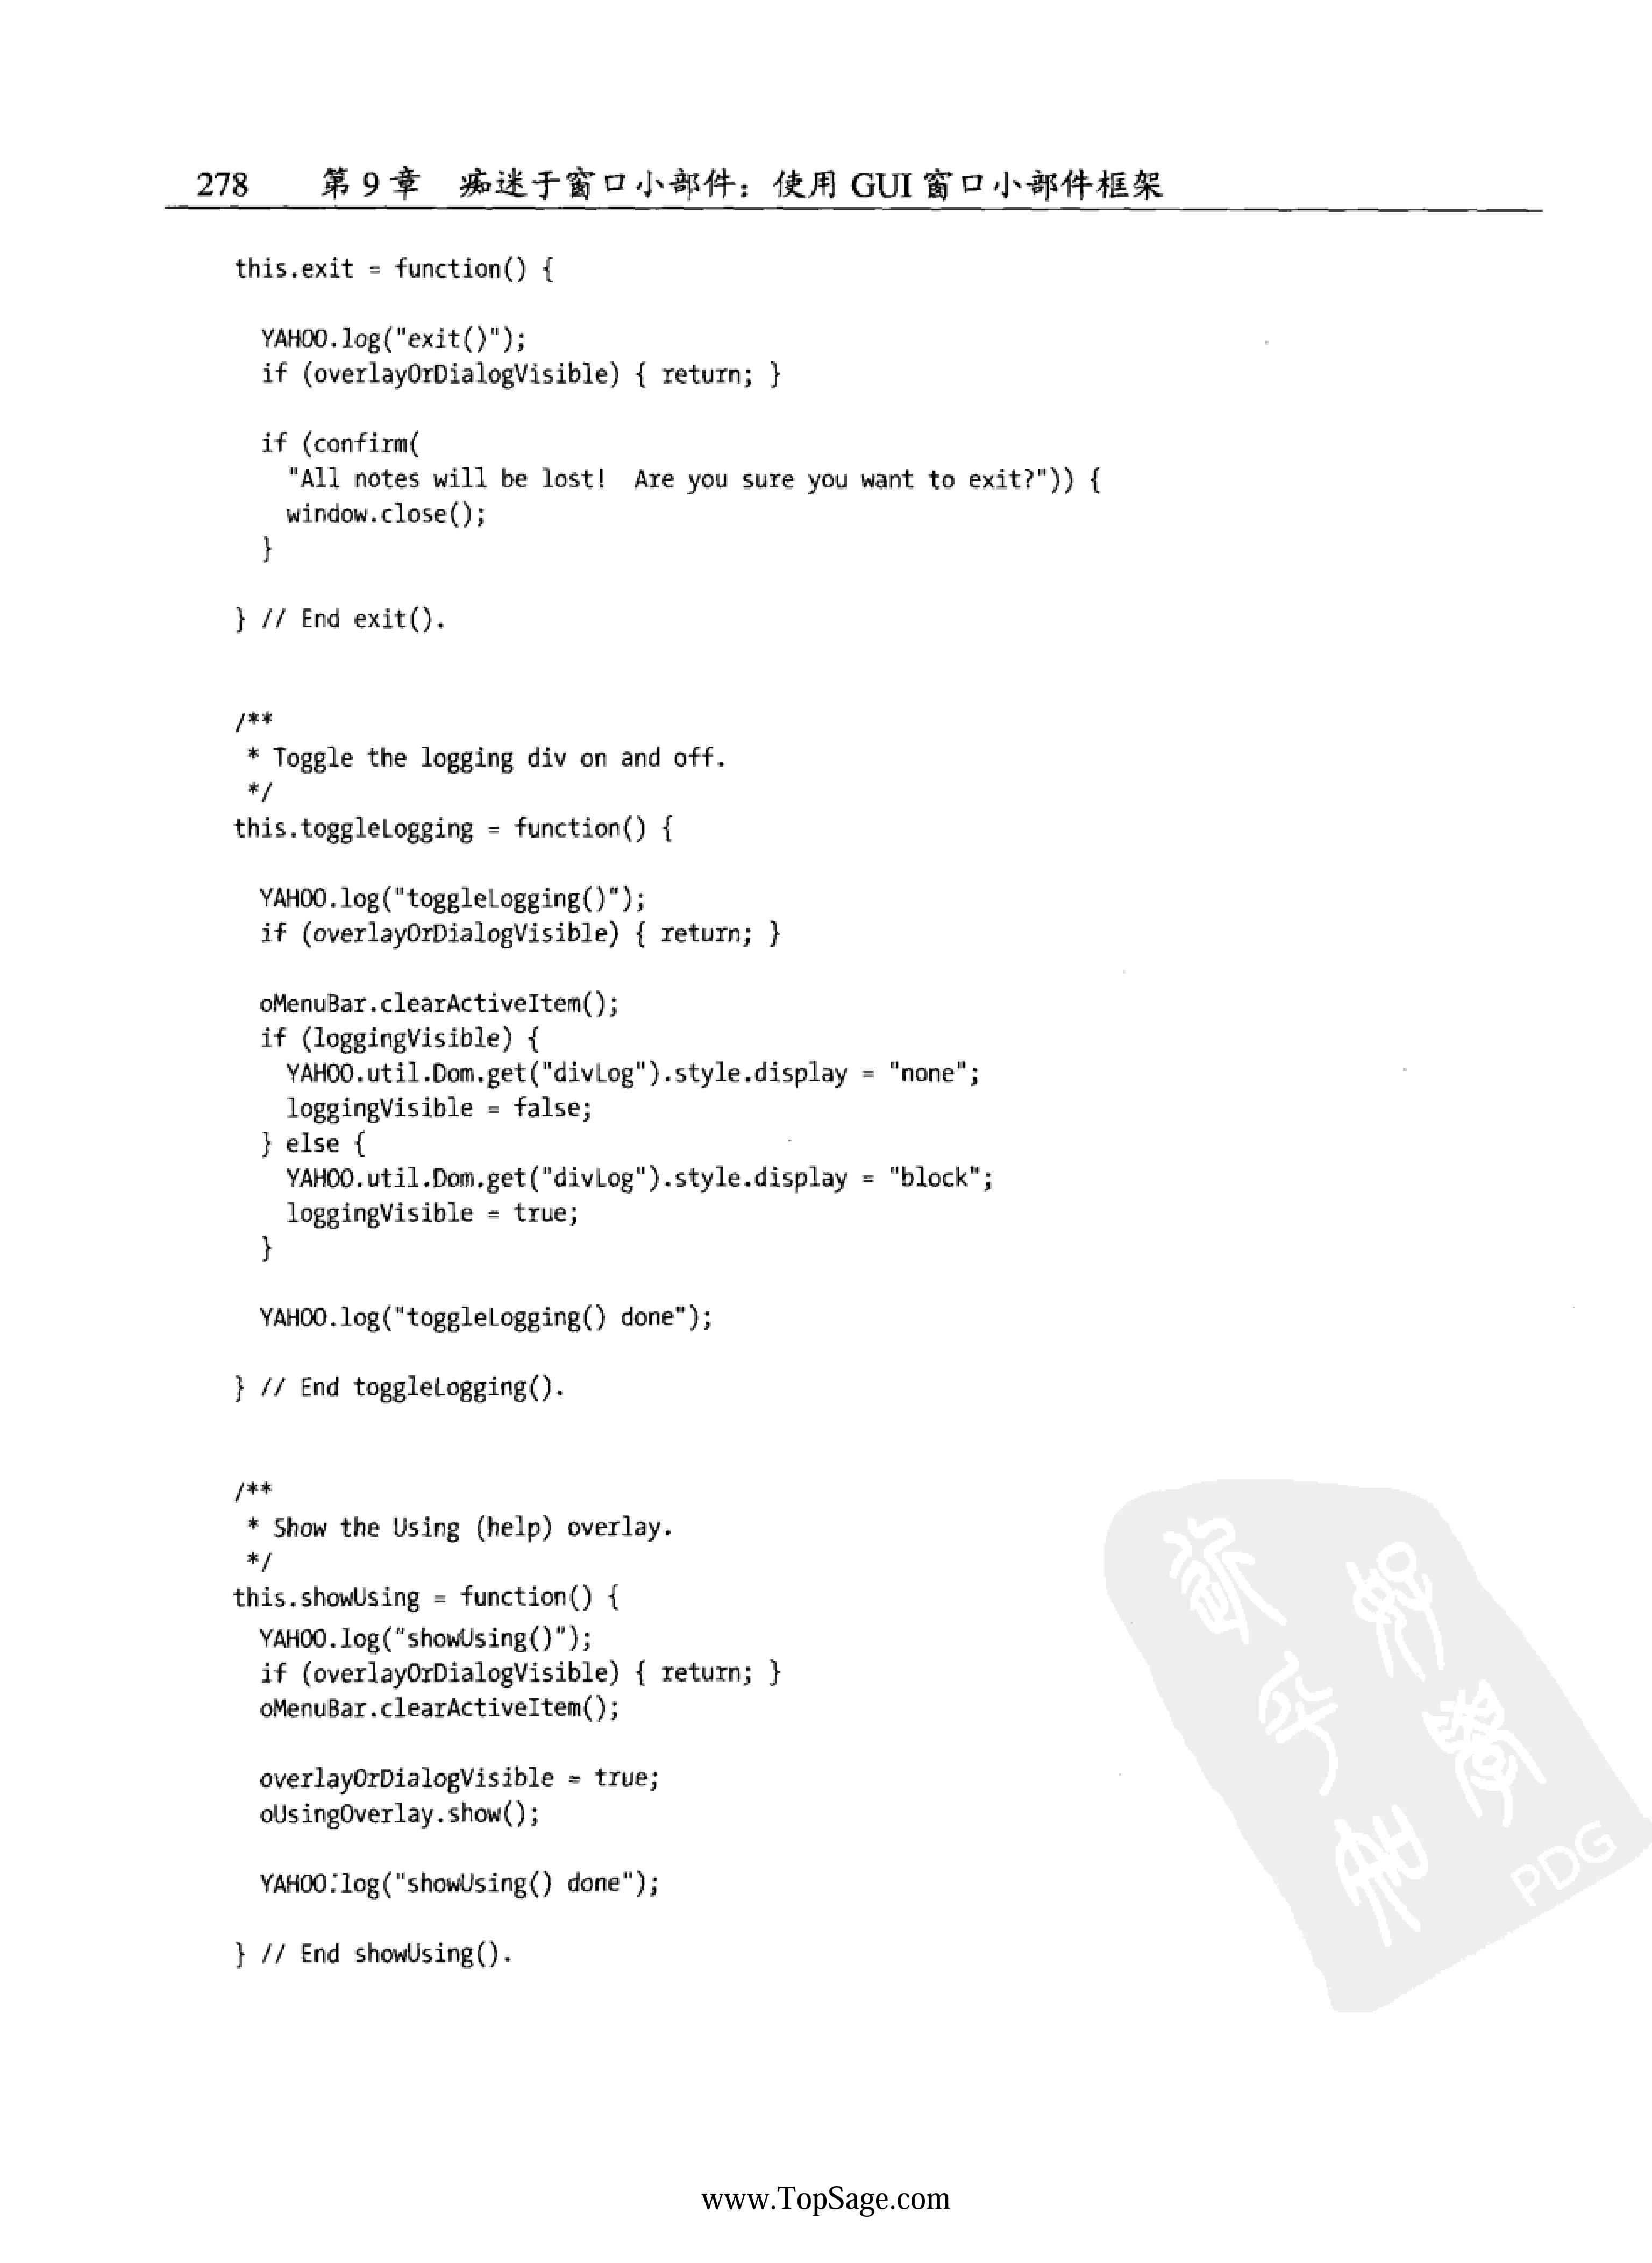 278 第 9 章 痴迷于窗口小部件：使用 GUI 窗口小部件框架
this.exit = function() {
YAHOO.log("exit()");
if (overlayOrDialogVisible) { return; }
if (confirm(
"All notes will be lost!  Are you sure you want to exit?")) {
window.close();
}
} // End exit().
/**
* Toggle the logging div on and off.
*/
this.toggleLogging = function() {
YAHOO.log("toggleLogging()");
if (overlayOrDialogVisible) { return; }
oMenuBar.clearActiveItem();
if (loggingVisible) {
YAHOO.util.Dom.get("divLog").style.display = "none";
loggingVisible = false;
} else {
YAHOO.util.Dom.get("divLog").style.display = "block";
loggingVisible = true;
}
YAHOO.log("toggleLogging() done");
} // End toggleLogging().
/**
* Show the Using (help) overlay.
*/
this.showUsing = function() {
YAHOO.log("showUsing()");
if (overlayOrDialogVisible) { return; }
oMenuBar.clearActiveItem();
overlayOrDialogVisible = true;
oUsingOverlay.show();
YAHOO.log("showUsing() done");
} // End showUsing().
PDG
www.TopSage.com